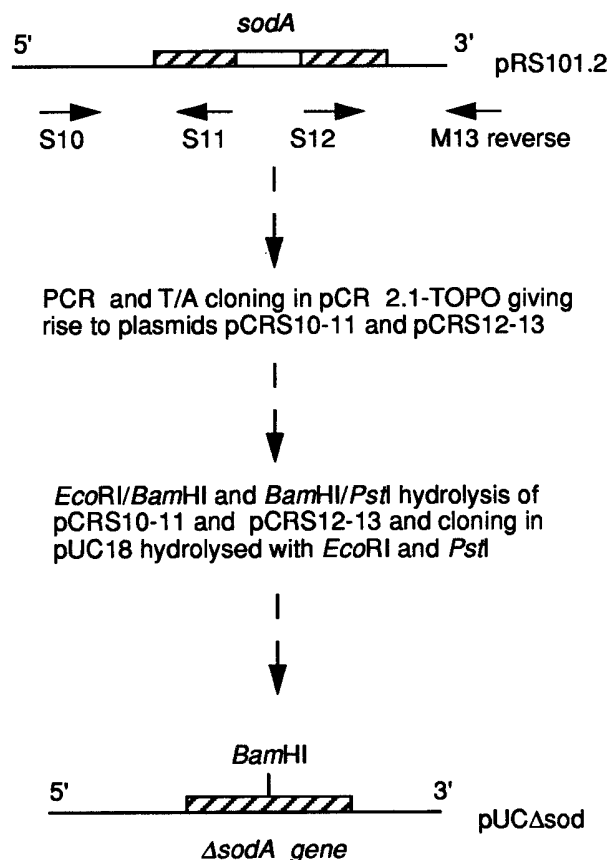 sodA
5' 3' pRS101.2
S10 S11 S12 M13 reverse
PCR and T/A cloning in pCR 2.1-TOPO giving
rise to plasmids pCRS10-11 and pCRS12-13
EcoRI/BamHI and BamHI/PstI hydrolysis of
pCRS10-11 and pCRS12-13 and cloning in
pUC18 hydrolysed with EcoRI and PstI
BamHI
5' 3' pUCΔsod
ΔsodA gene